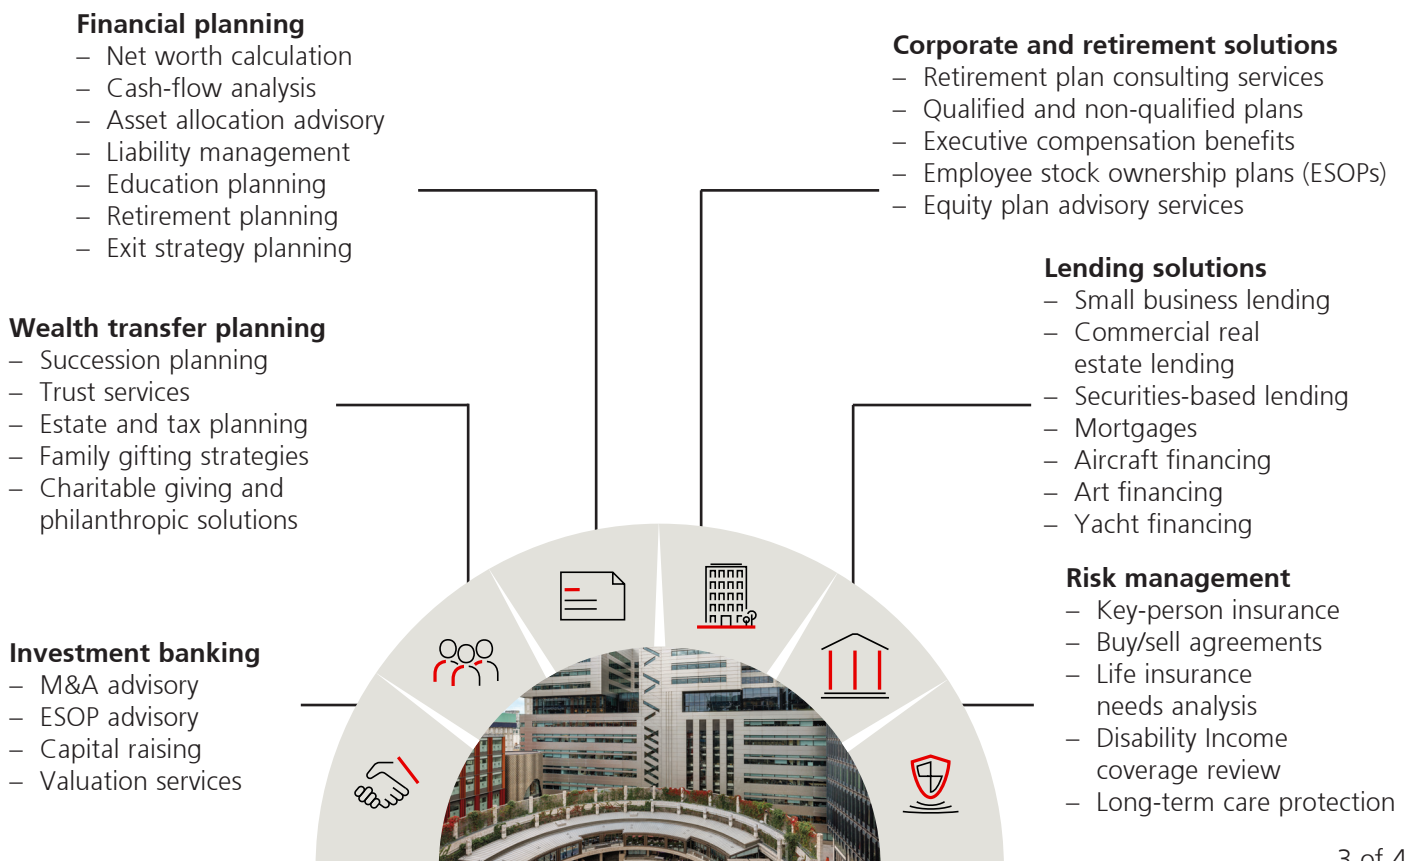 Financial planning
– Net worth calculation
– Cash-flow analysis
– Asset allocation advisory
– Liability management
– Education planning
– Retirement planning
– Exit strategy planning
Wealth transfer planning
– Succession planning
– Trust services
– Estate and tax planning
– Family gifting strategies
– Charitable giving and
philanthropic solutions
Investment banking
– M&A advisory
– ESOP advisory
– Capital raising
– Valuation services
Corporate and retirement solutions
– Retirement plan consulting services
– Qualified and non-qualified plans
– Executive compensation benefits
– Employee stock ownership plans (ESOPs)
– Equity plan advisory services
Lending solutions
– Small business lending
– Commercial real
estate lending
– Securities-based lending
– Mortgages
– Aircraft financing
– Art financing
– Yacht financing
Risk management
– Key-person insurance
– Buy/sell agreements
– Life insurance
needs analysis
– Disability Income
coverage review
– Long-term care protection
3 of 4